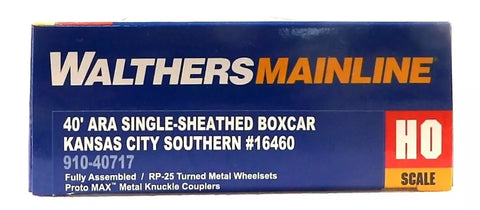 WALTHERSMAINLINE®
40' ARA SINGLE-SHEATHED BOXCAR
KANSAS CITY SOUTHERN #16460
910-40717
Fully Assembled / RP-25 Turned Metal Wheelsets
Proto MAX™ Metal Knuckle Couplers
HO
SCALE